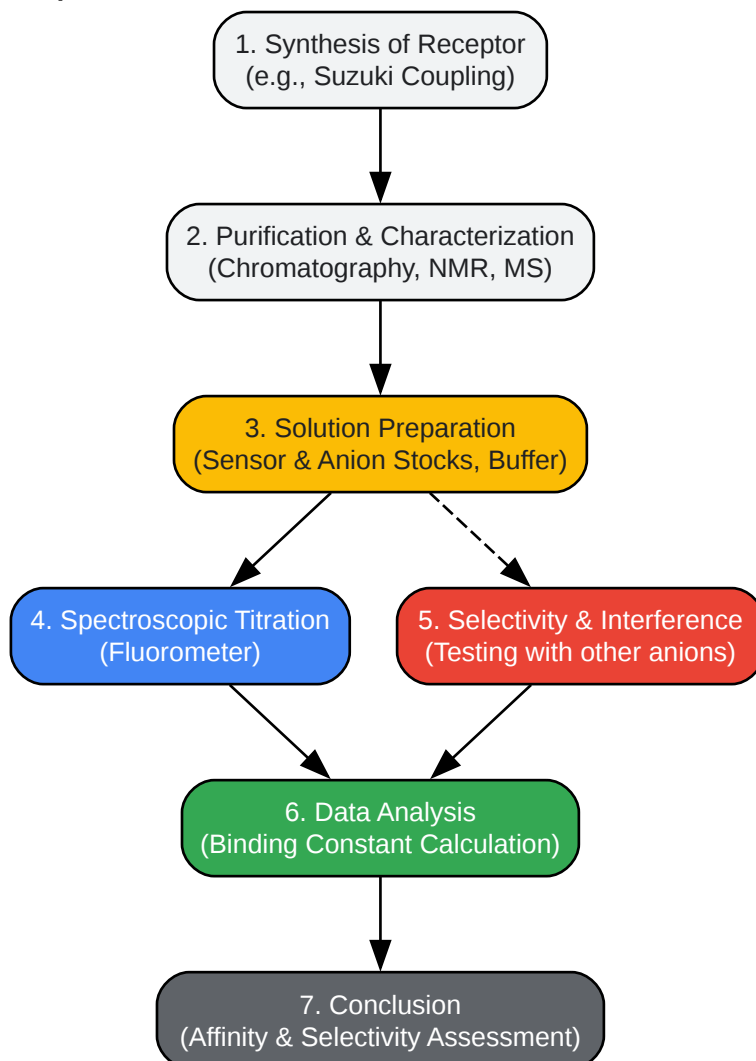 1. Synthesis of Receptor
(e.g., Suzuki Coupling)
2. Purification & Characterization
(Chromatography, NMR, MS)
3. Solution Preparation
(Sensor & Anion Stocks, Buffer)
4. Spectroscopic Titration
(Fluorometer)
5. Selectivity & Interference
(Testing with other anions)
6. Data Analysis
(Binding Constant Calculation)
7. Conclusion
(Affinity & Selectivity Assessment)